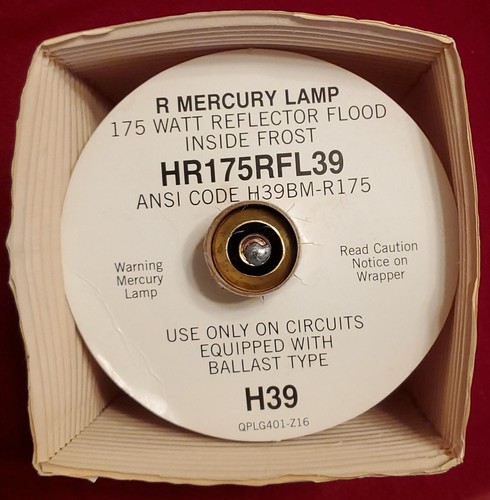 R MERCURY LAMP
175 WATT REFLECTOR FLOOD
INSIDE FROST
HR175RFL39
ANSI CODE H39BM-R175
Warning
Mercury
Lamp
Read Caution
Notice on
Wrapper
USE ONLY ON CIRCUITS
EQUIPPED WITH
BALLAST TYPE
H39
QPLG401-Z16